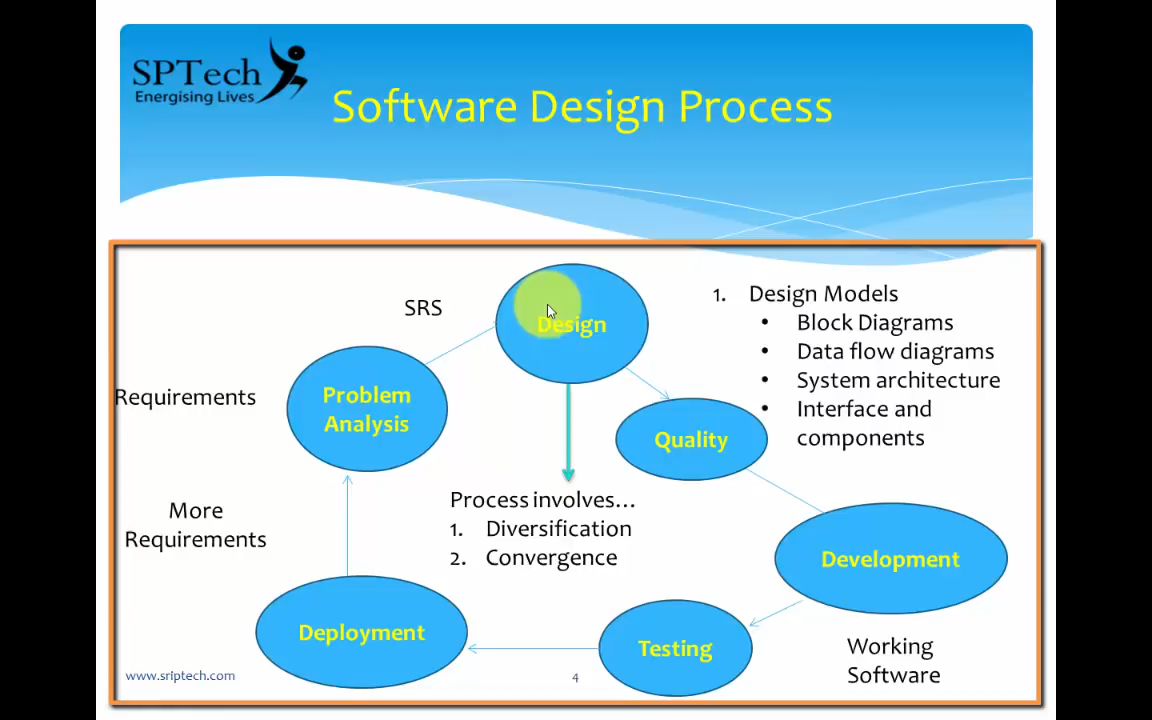 SPTech
Energising Lives
Software Design Process
SRS
Design
1. Design Models
• Block Diagrams
• Data flow diagrams
• System architecture
• Interface and
components
Requirements
Problem
Analysis
Quality
Process involves...
1. Diversification
2. Convergence
More
Requirements
Development
Deployment
Testing
Working
Software
www.sriptech.com
4